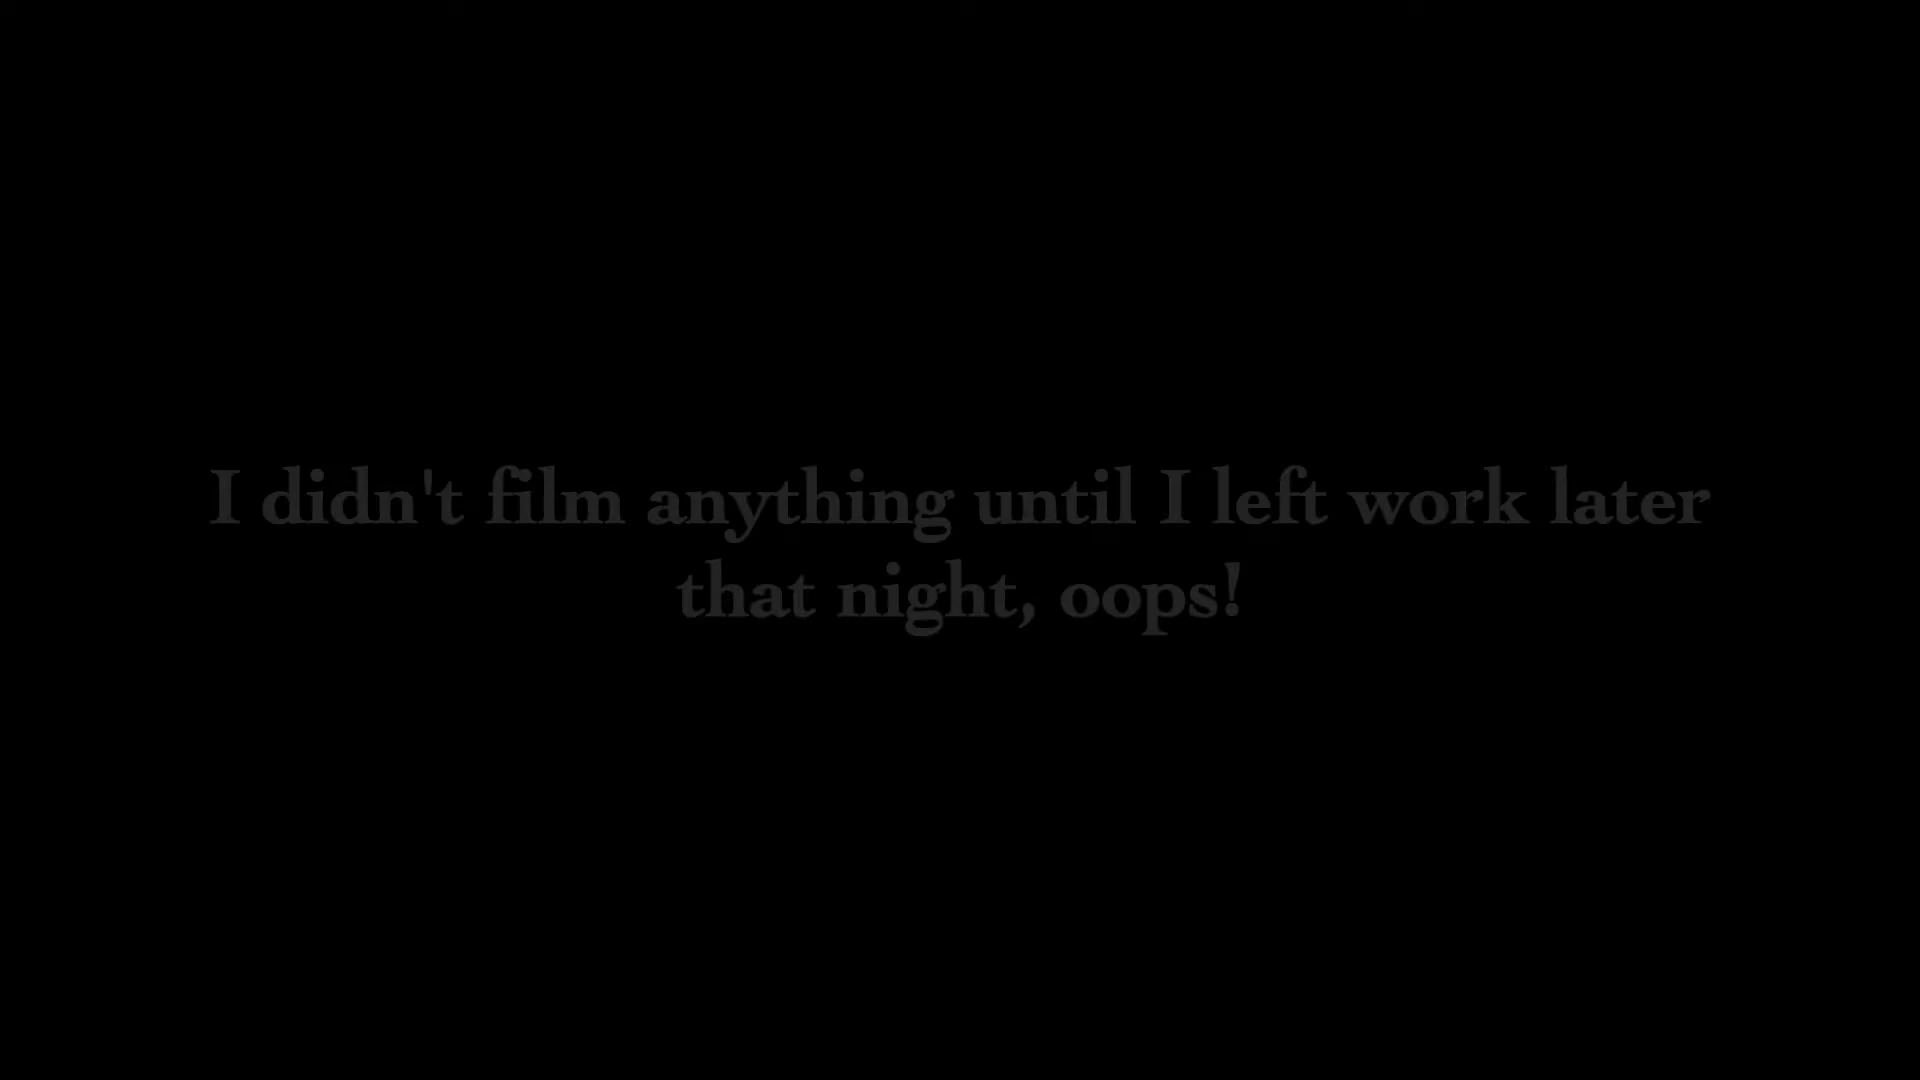 I didn't film anything until I left work later
that night, oops!